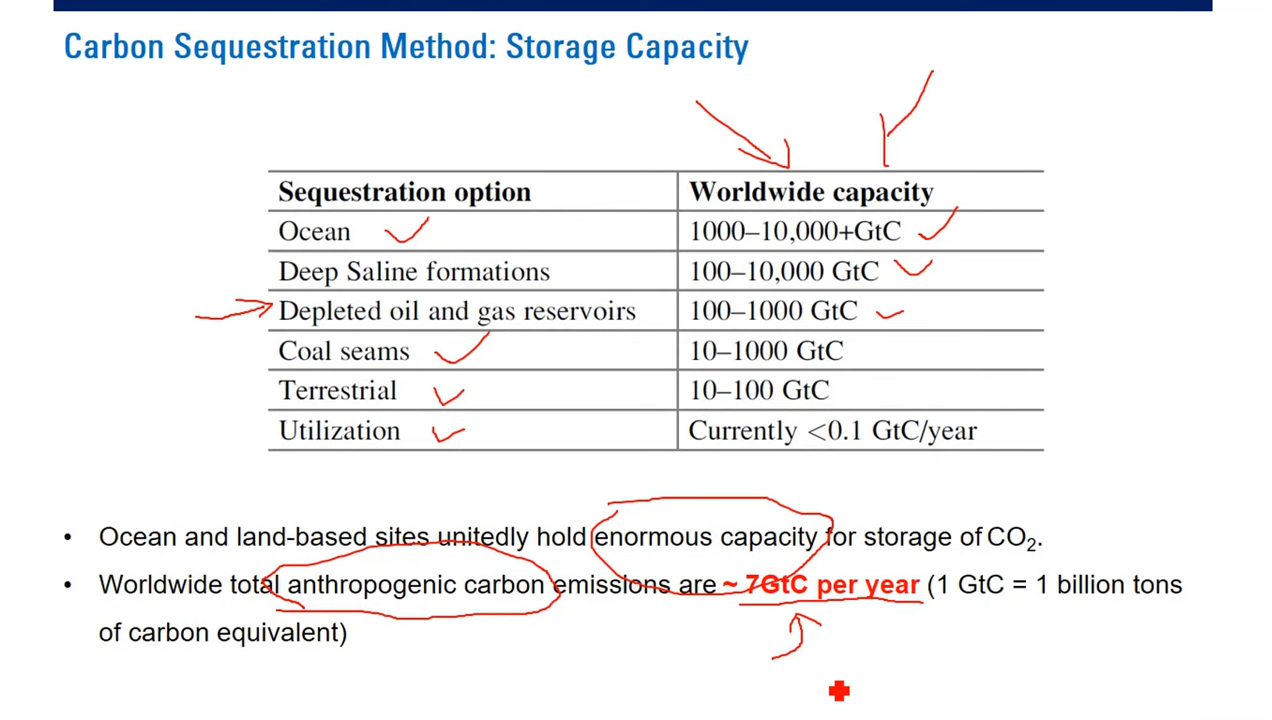 Carbon Sequestration Method: Storage Capacity
Sequestration option Worldwide capacity
Ocean 1000–10,000+GtC
Deep Saline formations 100–10,000 GtC
Depleted oil and gas reservoirs 100–1000 GtC
Coal seams 10–1000 GtC
Terrestrial 10–100 GtC
Utilization Currently <0.1 GtC/year
• Ocean and land-based sites unitedly hold enormous capacity for storage of CO₂.
• Worldwide total anthropogenic carbon emissions are ~ 7GtC per year (1 GtC = 1 billion tons
of carbon equivalent)